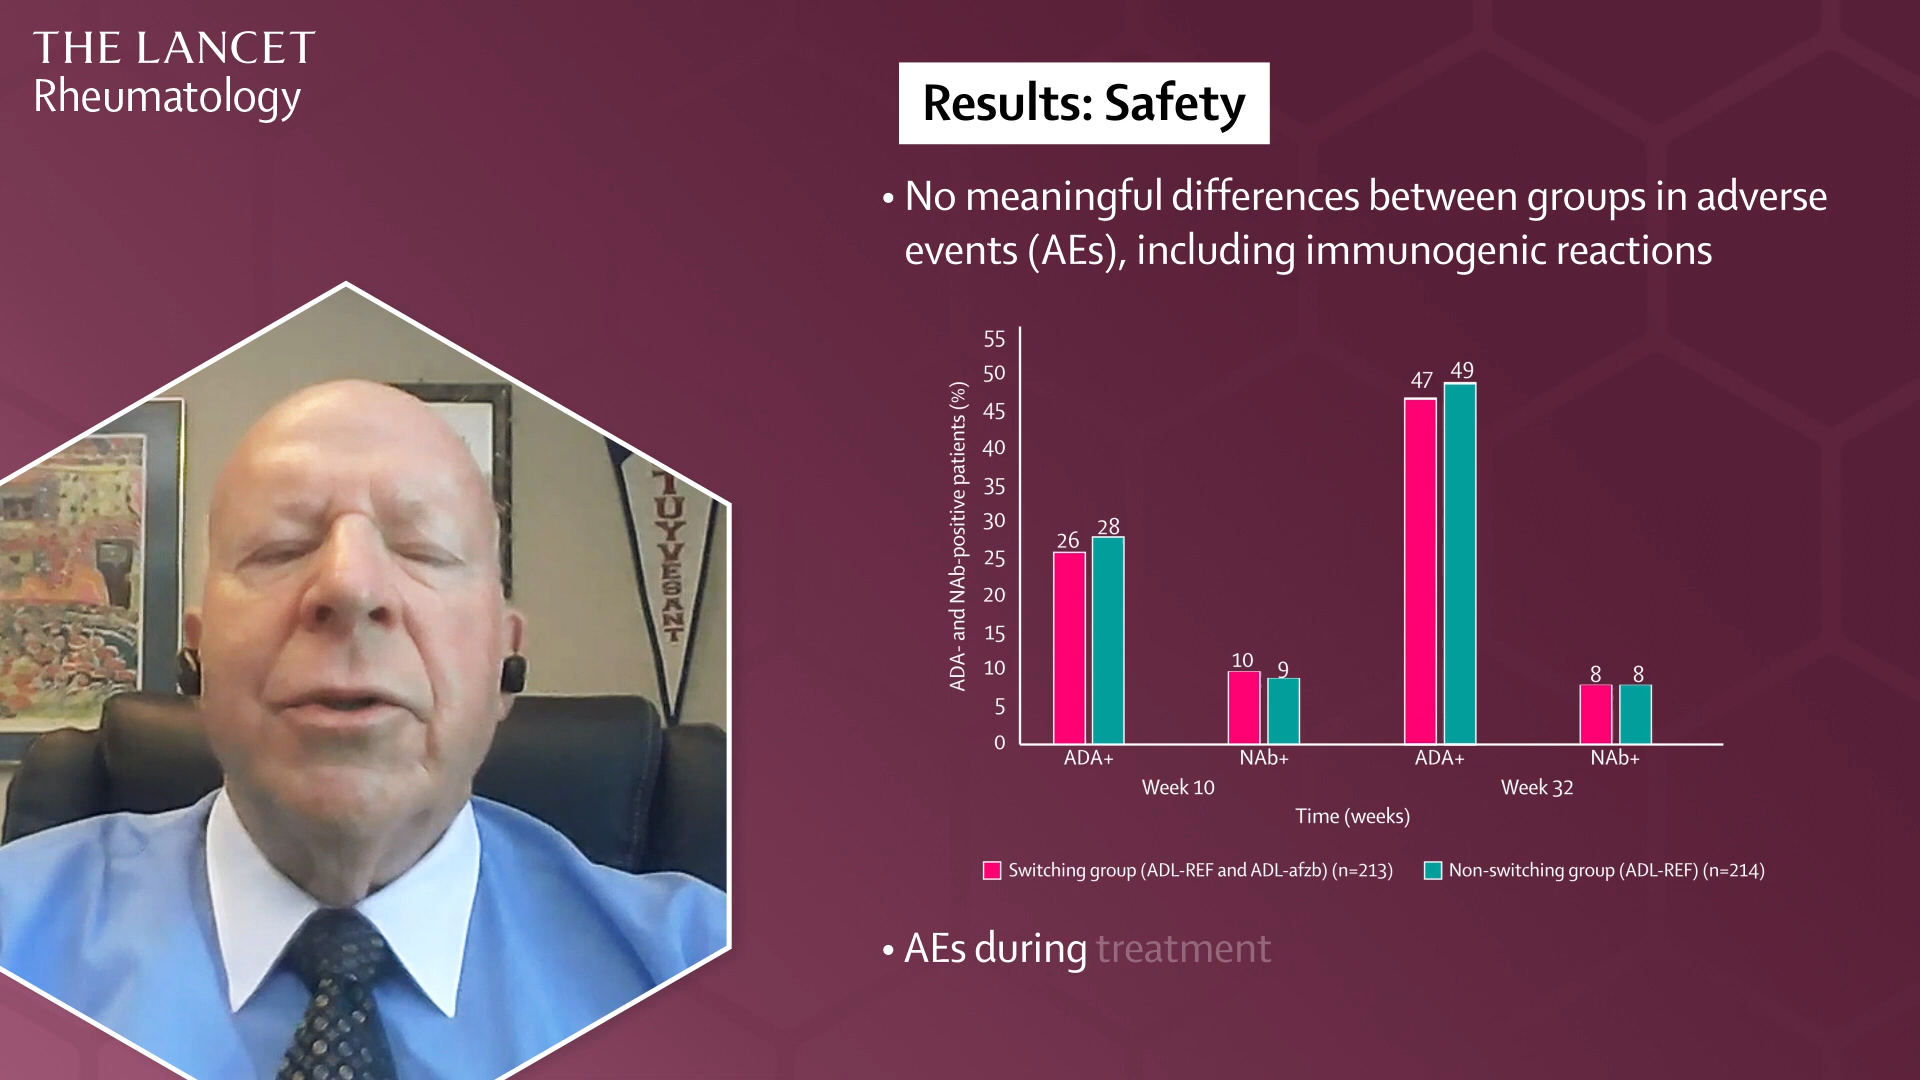 THE LANCET
Rheumatology
Results: Safety
• No meaningful differences between groups in adverse
events (AEs), including immunogenic reactions
ADA- and NAb-positive patients (%)
55
50
45
40
35
30
25
20
15
10
5
0
26
28
10
9
47
49
8
8
ADA+
NAb+
ADA+
NAb+
Week 10
Week 32
Time (weeks)
Switching group (ADL-REF and ADL-afzb) (n=213)
Non-switching group (ADL-REF) (n=214)
• AEs during treatment
TUYVESANT